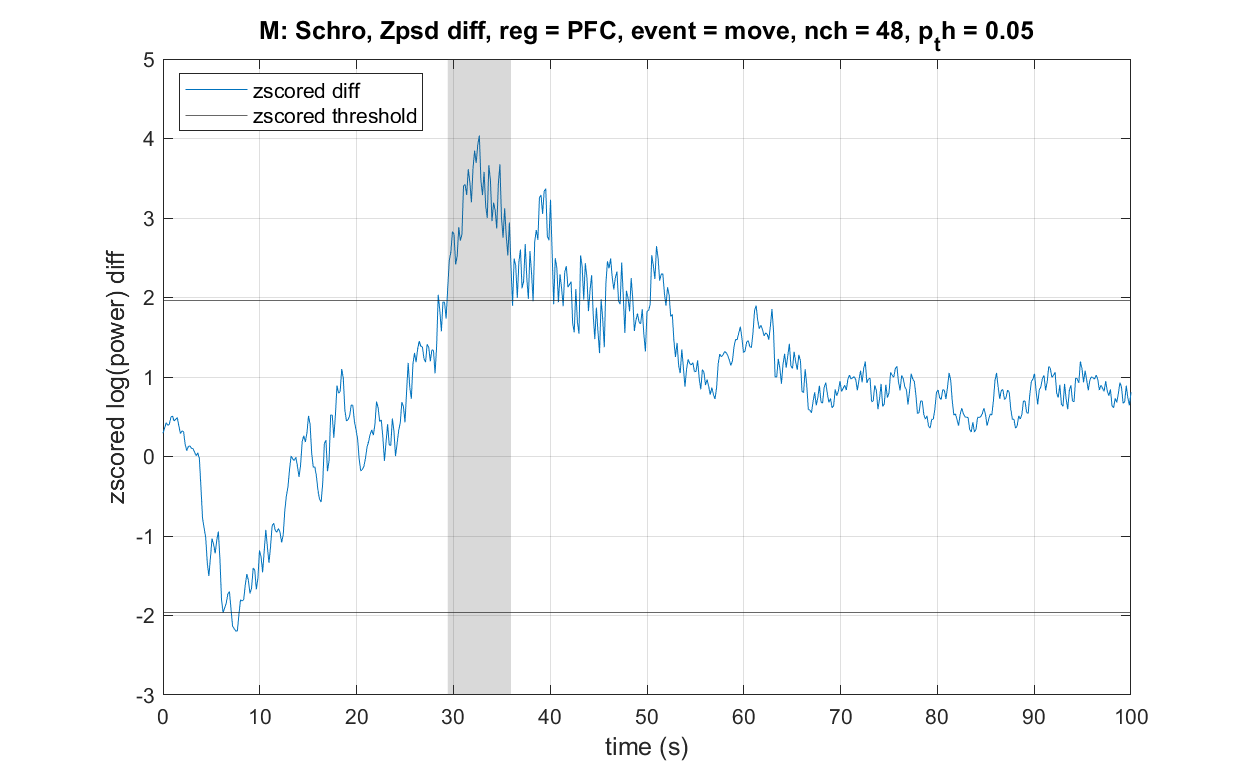 M: Schro, Zpsd diff, reg = PFC, event = move, nch = 48, pth = 0.05
5
zscored diff
zscored threshold
4
3
2
1
0
-1
-2
-3
zscored log(power) diff
0 10 20 30 40 50 60 70 80 90 100
time (s)